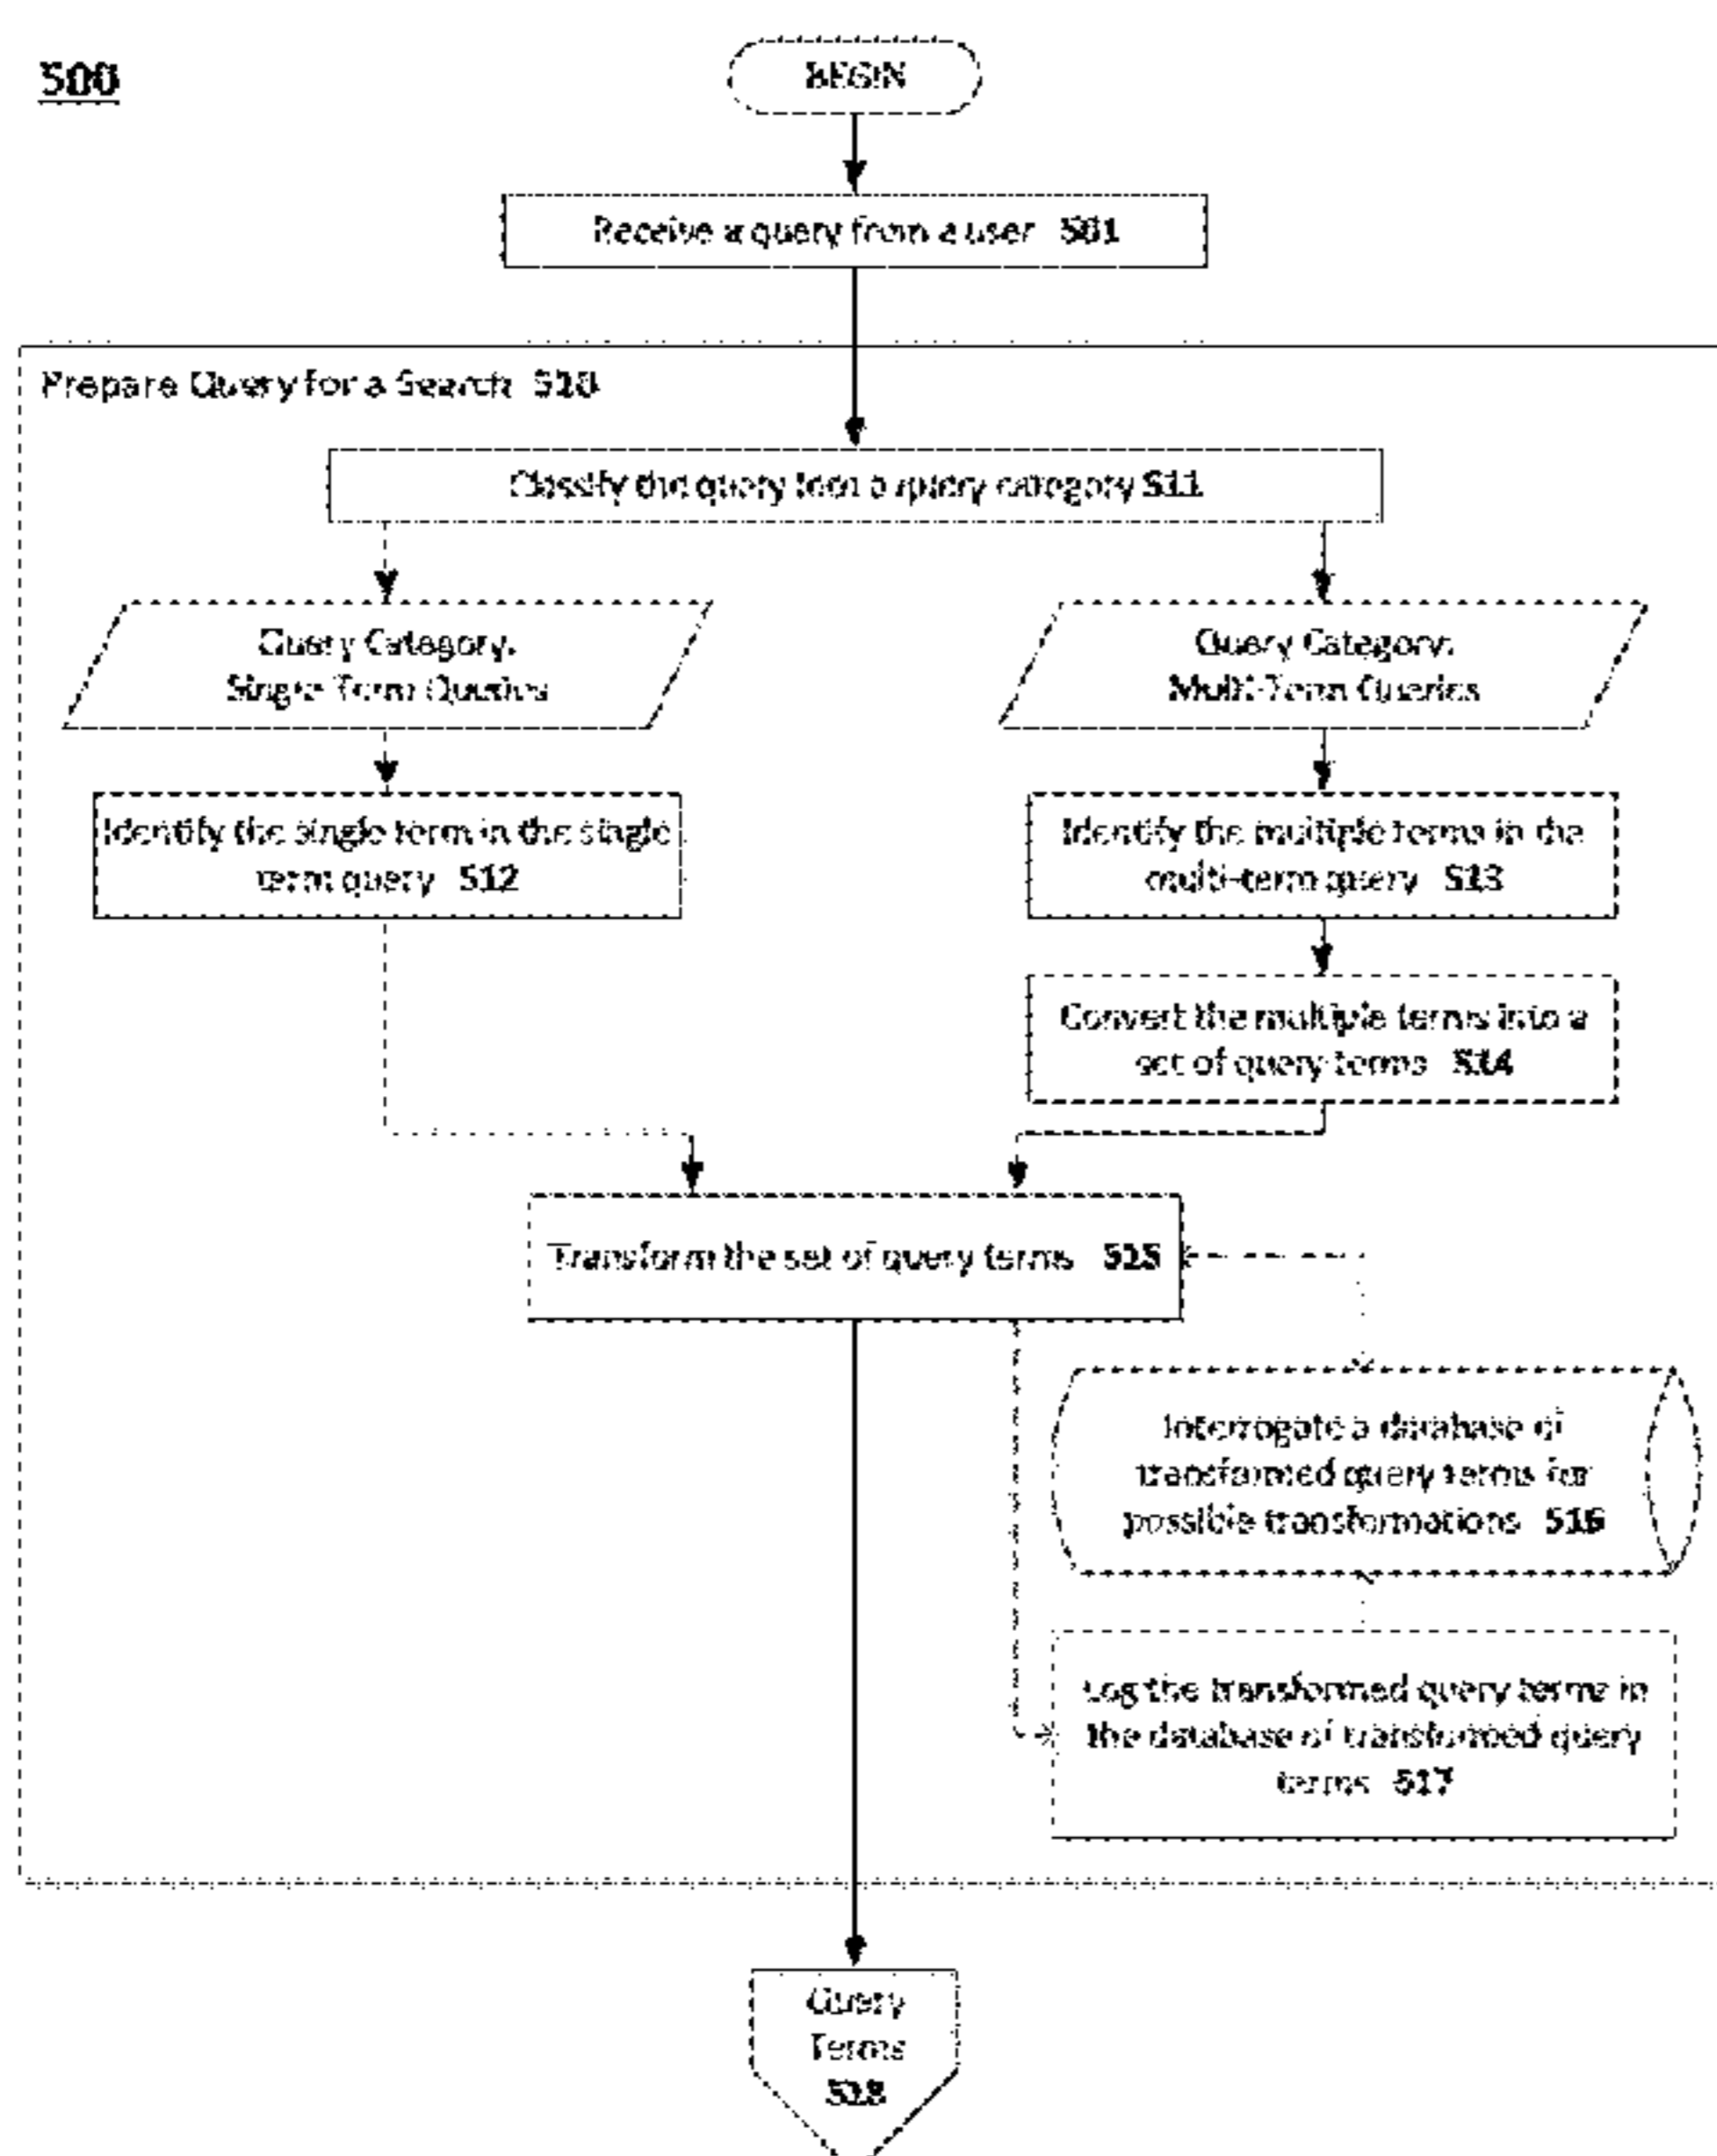 500
BEGIN
Receive a query from a user 501
Prepare Query for a Search 510
Classify the query into a query category 511
Query Category:
Single-Term Queries
Query Category:
Multi-Term Queries
Identify the single term in the single
term query 512
Identify the multiple terms in the
multi-term query 513
Convert the multiple terms into a
set of query terms 514
Transform the set of query terms 515
Interrogate a database of
transformed query terms for
possible transformations 516
Log the transformed query terms in
the database of transformed query
terms 517
Query
Terms
518